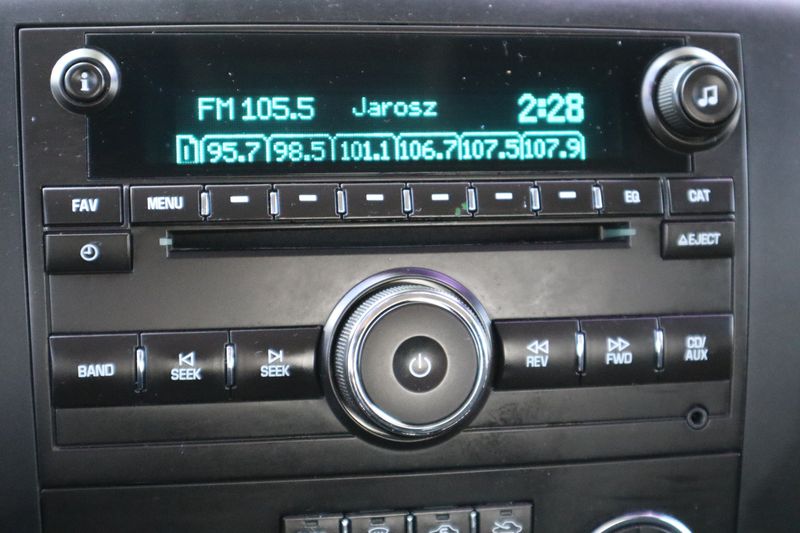 i
FM 105.5 Jarosz 2:28
1 95.7 98.5 101.1 106.7 107.5 107.9
FAV MENU EQ CAT
EJECT
BAND SEEK SEEK REV FWD CD/
AUX